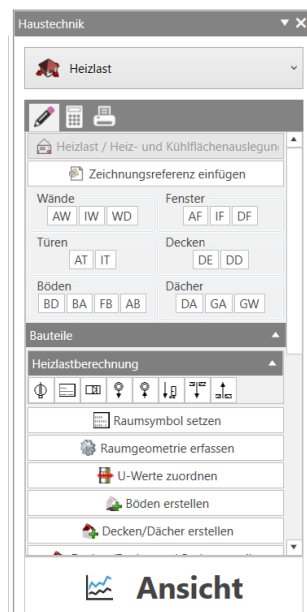 Haustechnik
Heizlast
Heizlast / Heiz- und Kühlflächenauslegun
Zeichnungsreferenz einfügen
Wände Fenster
AW IW WD AF IF DF
Türen Decken
AT IT DE DD
Böden Dächer
BD BA FB AB DA GA GW
Bauteile
Heizlastberechnung
Raumsymbol setzen
Raumgeometrie erfassen
U-Werte zuordnen
Böden erstellen
Decken/Dächer erstellen
Ansicht